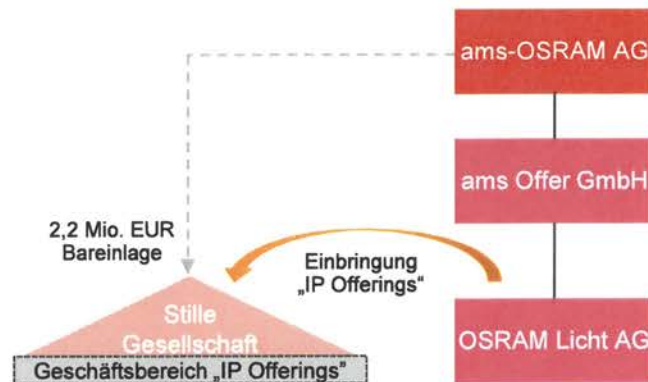 ams-OSRAM AG
ams Offer GmbH
2,2 Mio. EUR
Bareinlage
Einbringung
„IP Offerings“
Stille
Gesellschaft
OSRAM Licht AG
Geschäftsbereich „IP Offerings“